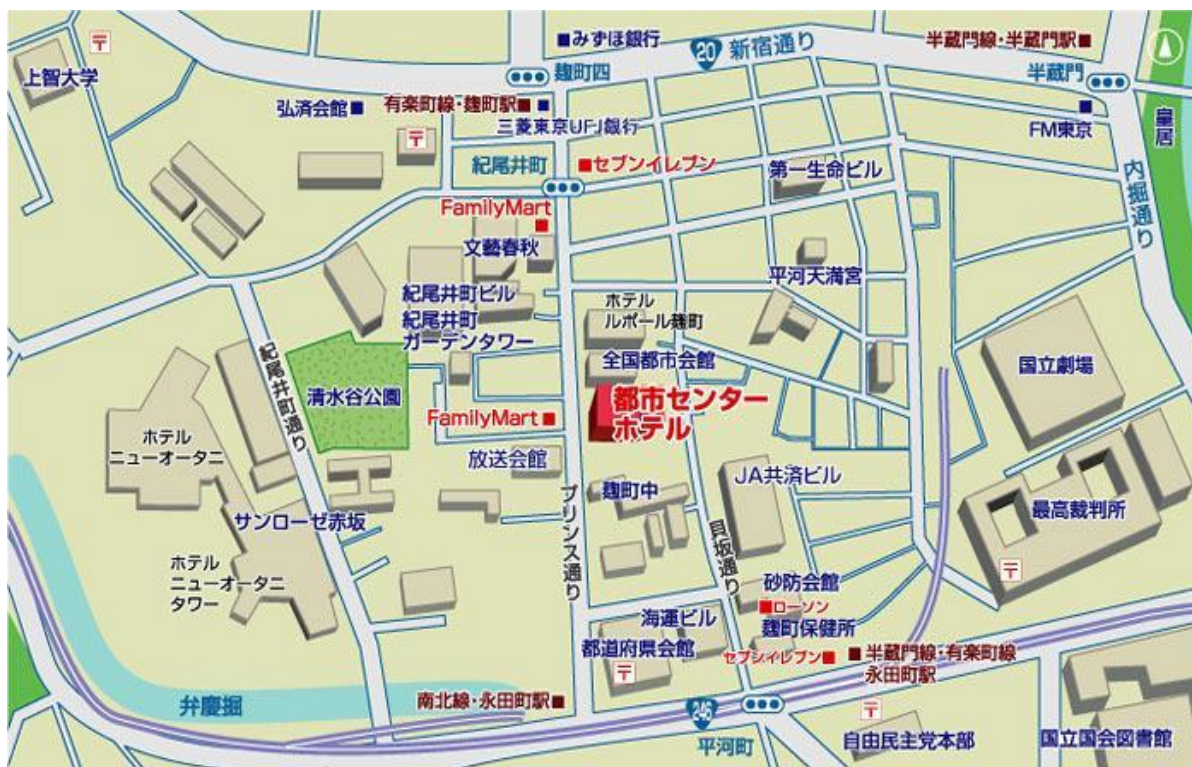 みずほ銀行
20
新宿通り
半蔵門線・半蔵門駅
上智大学
〒
麹町四
半蔵門
弘済会館
有楽町線・麹町駅
三菱東京UFJ銀行
FM東京
皇居
〒
紀尾井町
セブンイレブン
第一生命ビル
内掘通り
FamilyMart
文藝春秋
平河天満宮
紀尾井町ビル
ホテル
ルポール麹町
紀尾井町
ガーデンタワー
全国都市会館
国立劇場
紀尾井町通り
清水谷公園
都市センター
ホテル
FamilyMart
ホテル
ニューオータニ
放送会館
JA共済ビル
麹町中
プリンス通り
貝坂通り
最高裁判所
サンローゼ赤坂
ホテル
ニューオータニ
タワー
〒
砂防会館
ローソン
海運ビル
麹町保健所
都道府県会館
〒
セブンイレブン
半蔵門線・有楽町線
永田町駅
弁慶掘
南北線・永田町駅
246
平河町
〒
自由民主党本部
国立国会図書館